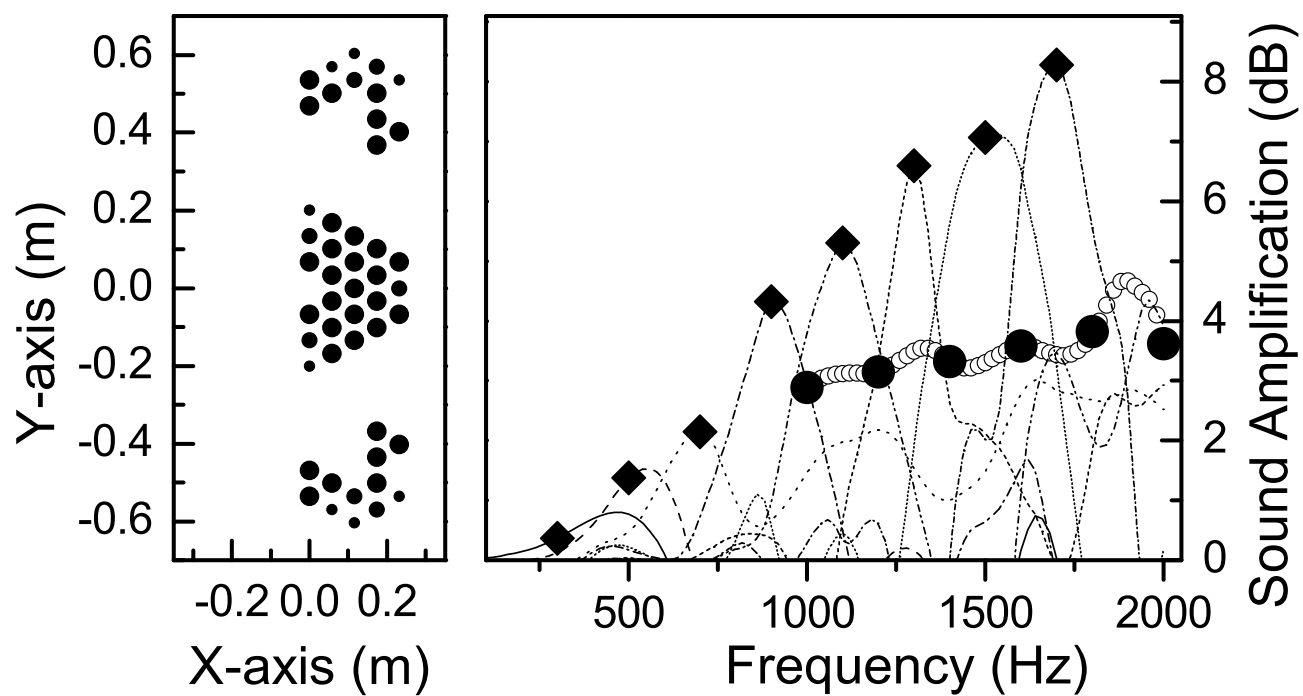 Y-axis (m)
0.6
0.4
0.2
0.0
-0.2
-0.4
-0.6
-0.2 0.0 0.2
X-axis (m)
8
6
4
2
0
Sound Amplification (dB)
500 1000 1500 2000
Frequency (Hz)